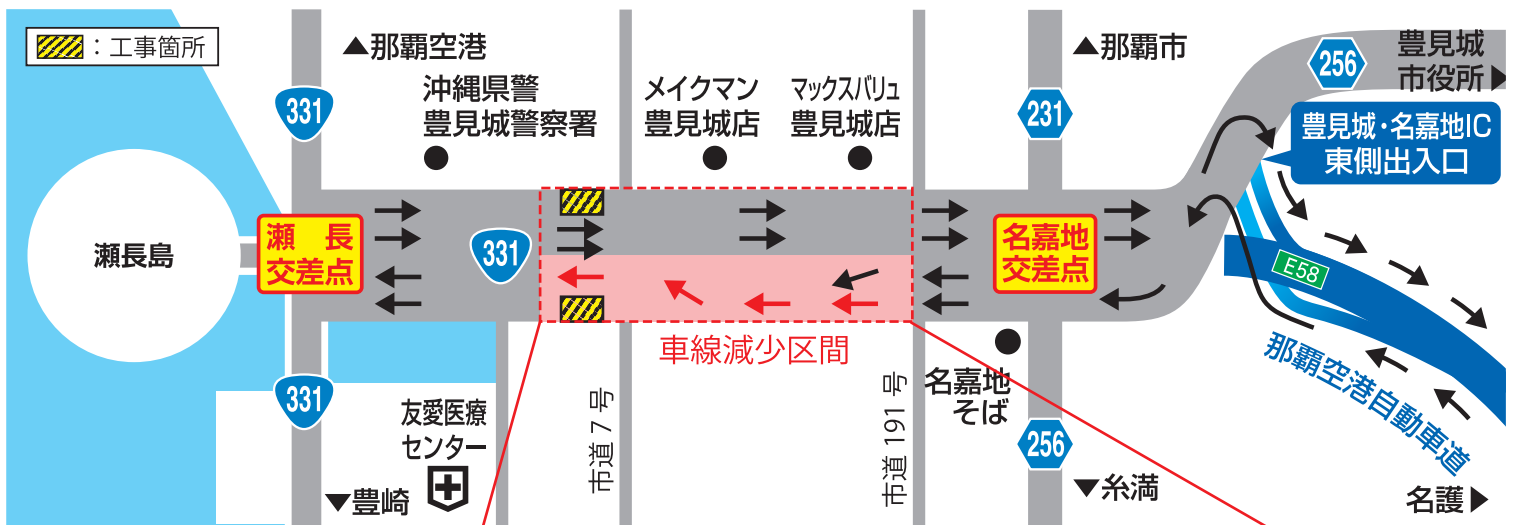 ：工事箇所
▲那覇空港
331
沖縄県警
豊見城警察署
メイクマン
豊見城店
マックスバリュ
豊見城店
▲那覇市
231
256
豊見城
市役所▶
豊見城・名嘉地IC
東側出入口
瀬長島
瀬　長
交差点
331
名嘉地
交差点
E58
車線減少区間
那覇空港自動車道
331
友愛医療
センター
市道 7 号
市道 191 号
名嘉地
そば
256
▼豊崎
▼糸満
名護▶